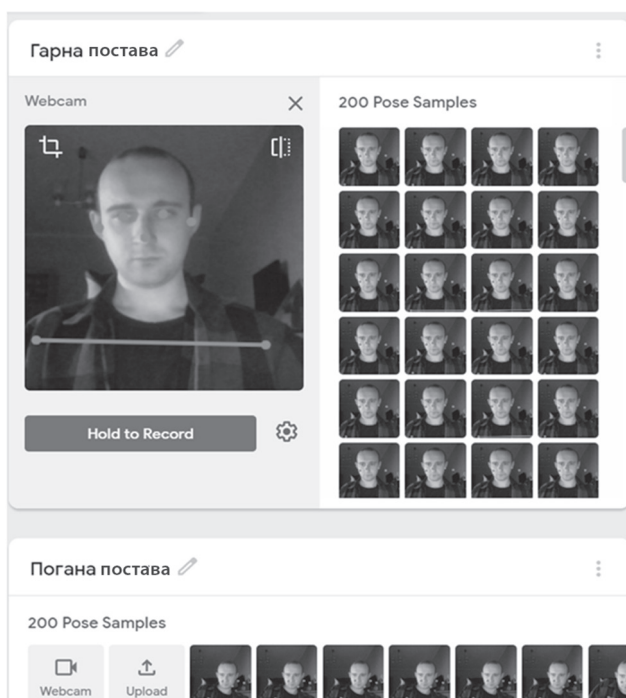 Гарна постава
Webcam
200 Pose Samples
Hold to Record
Погана постава
200 Pose Samples
Webcam
Upload